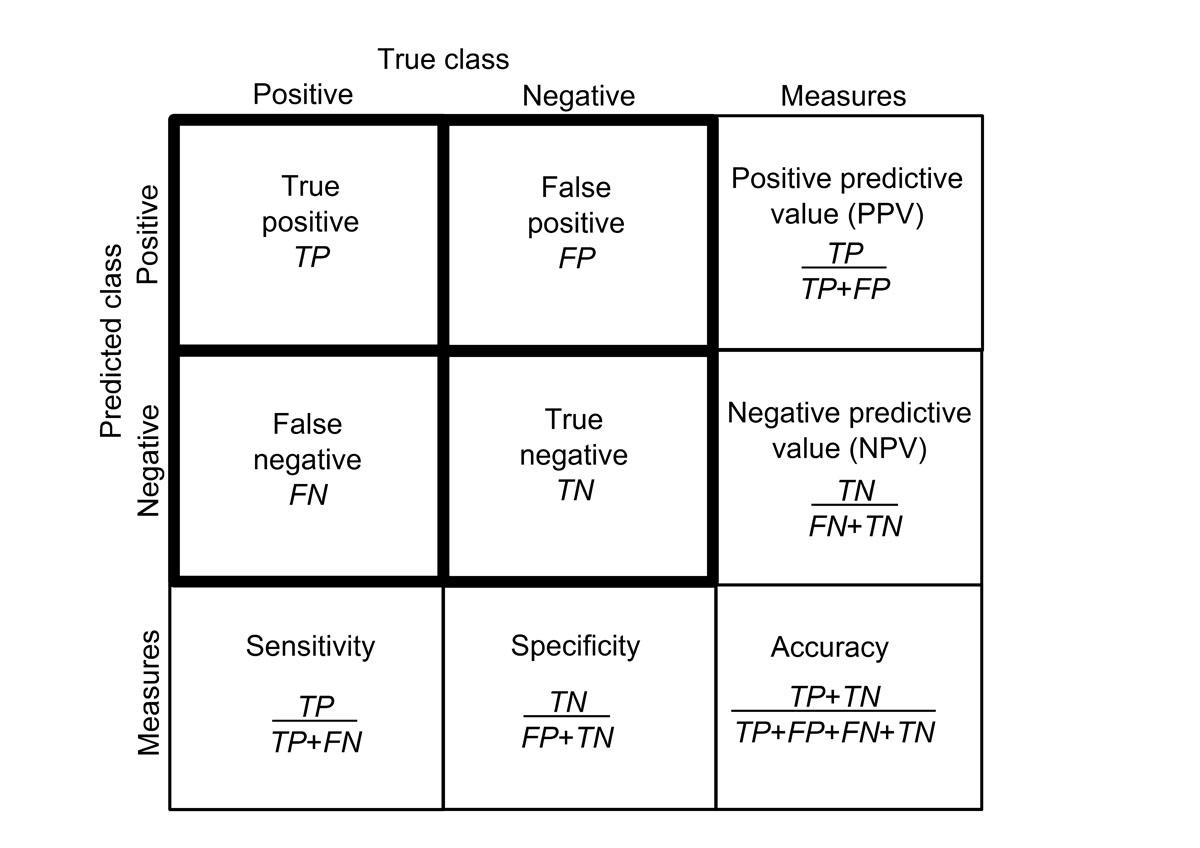 True class
Positive
Negative
Measures
Predicted class
Positive
True
positive
TP
False
positive
FP
Positive predictive
value (PPV)
TP
TP+FP
Negative
False
negative
FN
True
negative
TN
Negative predictive
value (NPV)
TN
FN+TN
Measures
Sensitivity
TP
TP+FN
Specificity
TN
FP+TN
Accuracy
TP+TN
TP+FP+FN+TN